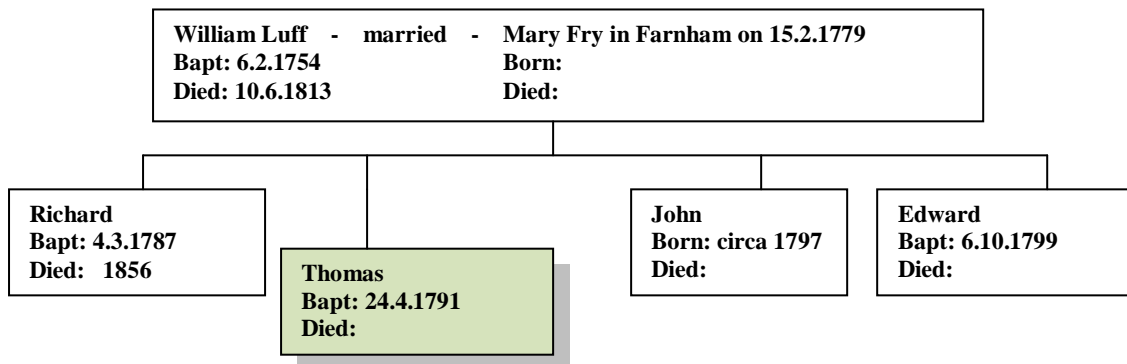 William Luff - married - Mary Fry in Farnham on 15.2.1779
Bapt: 6.2.1754 Born:
Died: 10.6.1813 Died:
Richard
Bapt: 4.3.1787
Died: 1856
Thomas
Bapt: 24.4.1791
Died:
John
Born: circa 1797
Died:
Edward
Bapt: 6.10.1799
Died: